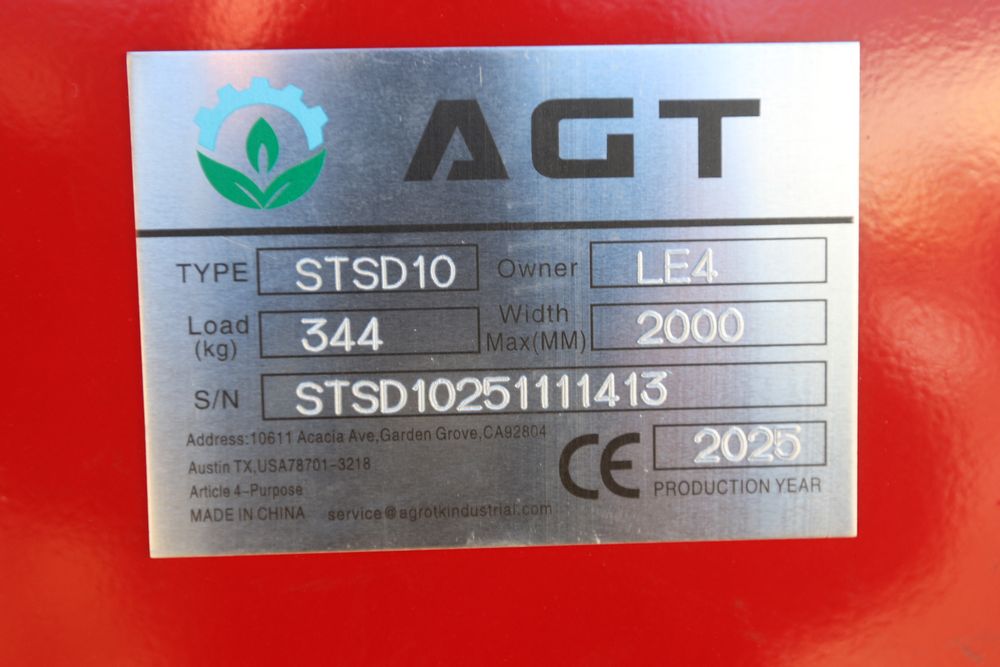 AGT
TYPE STSD10 Owner LE4
Load (kg) 344 Width Max(MM) 2000
S/N STSD10251111413
Address:10611 Acacia Ave,Garden Grove,CA92804
Austin TX,USA78701-3218
Article 4-Purpose
MADE IN CHINA service@agrotkindustrial.com
CE 2025
PRODUCTION YEAR